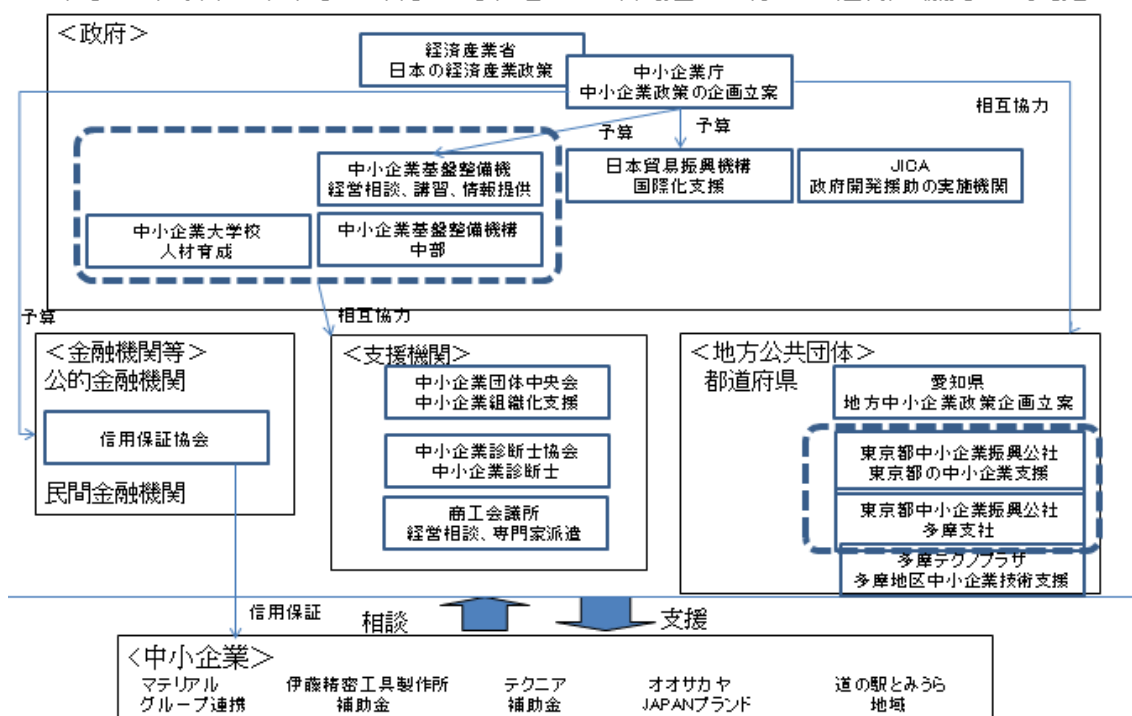 <政府>
経済産業省
日本の経済産業政策
中小企業庁
中小企業政策の企画立案
相互協力
予算
予算
中小企業基盤整備機
経営相談、講習、情報提供
日本貿易振興機構
国際化支援
JICA
政府開発援助の実施機関
中小企業大学校
人材育成
中小企業基盤整備機構
中部
予算
相互協力
<金融機関等>
公的金融機関
信用保証協会
民間金融機関
<支援機関>
中小企業団体中央会
中小企業組織化支援
中小企業診断士協会
中小企業診断士
商工会議所
経営相談、専門家派遣
<地方公共団体>
都道府県
愛知県
地方中小企業政策企画立案
東京都中小企業振興公社
東京都の中小企業支援
東京都中小企業振興公社
多摩支社
多摩テクノプラザ
多摩地区中小企業技術支援
信用保証
相談
支援
<中小企業>
マテリアル
グループ連携
伊藤精密工具製作所
補助金
テクニア
補助金
オオサカヤ
JAPANブランド
道の駅とみうら
地域